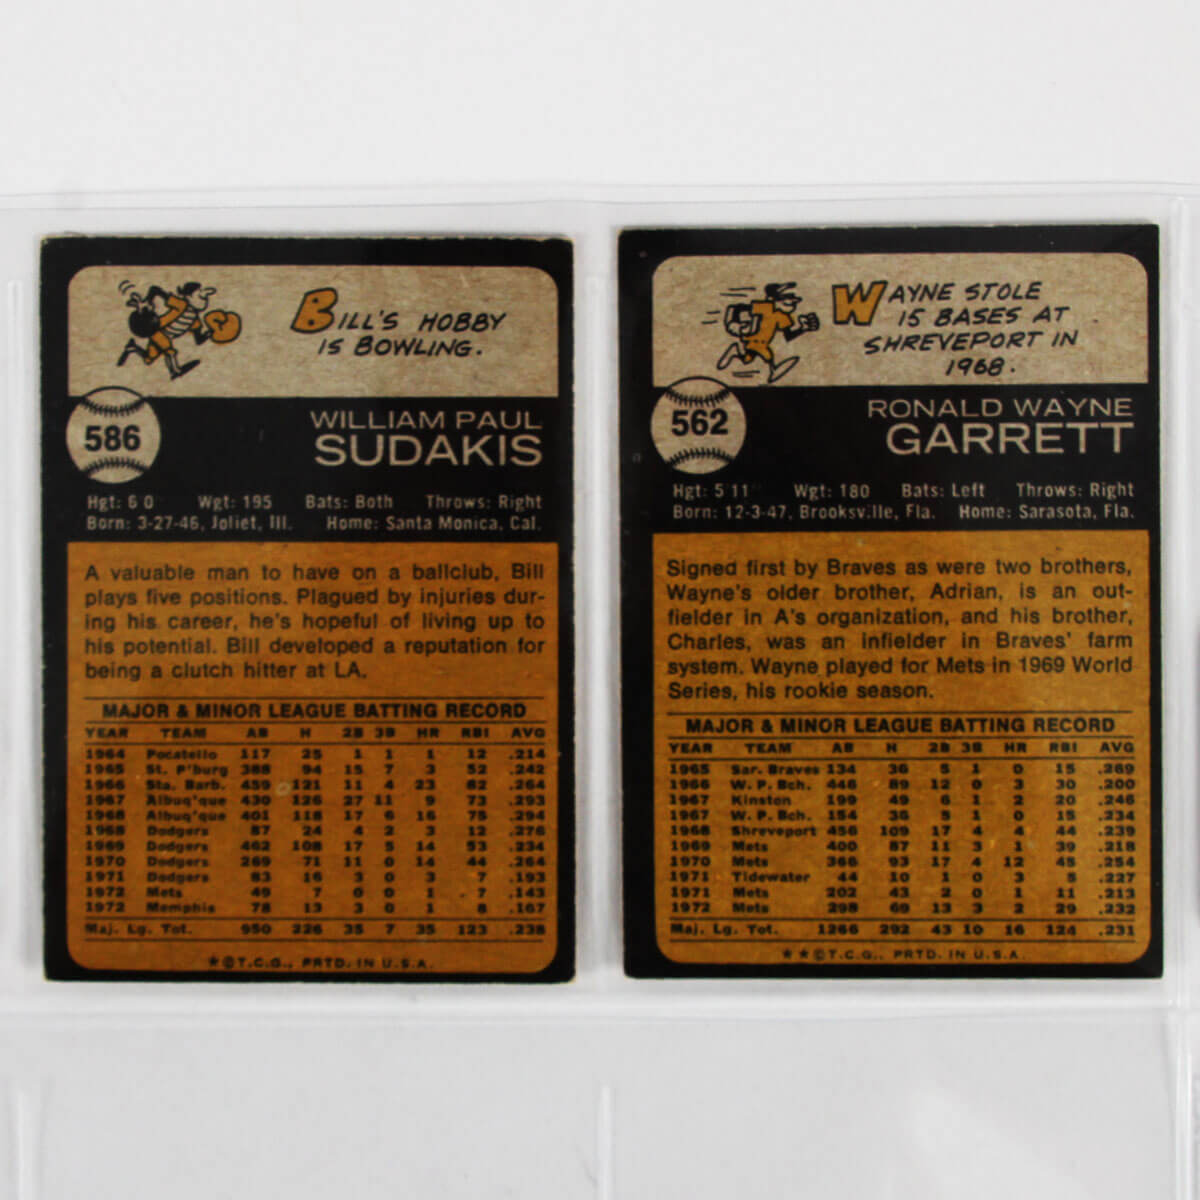 BILL'S HOBBY
IS BOWLING.
586
WILLIAM PAUL
SUDAKIS
Hgt: 6 0 Wgt: 195 Bats: Both Throws: Right
Born: 3-27-46, Joliet, Ill. Home: Santa Monica, Cal.
A valuable man to have on a ballclub, Bill
plays five positions. Plagued by injuries dur-
ing his career, he's hopeful of living up to
his potential. Bill developed a reputation for
being a clutch hitter at LA.
MAJOR & MINOR LEAGUE BATTING RECORD
YEAR TEAM AB H 2B 3B HR RBI AVG
1964 Pocatello 117 25 1 1 1 12 .214
1965 St. P'burg 388 94 15 7 3 52 .242
1966 Sta. Barb. 459 121 11 4 23 82 .264
1967 Albuq'que 430 126 27 11 9 73 .293
1968 Albuq'que 401 118 17 6 16 75 .294
1968 Dodgers 87 24 4 2 3 12 .276
1969 Dodgers 462 108 17 5 14 53 .234
1970 Dodgers 269 71 11 0 14 44 .264
1971 Dodgers 83 16 3 0 3 7 .193
1972 Mets 49 7 0 0 1 7 .143
1972 Memphis 78 13 3 0 1 8 .167
Maj. Lg. Tot. 950 226 35 7 35 123 .238
★©T.C.G., PRTD. IN U.S.A.
WAYNE STOLE
15 BASES AT
SHREVEPORT IN
1968.
562
RONALD WAYNE
GARRETT
Hgt: 5 11 Wgt: 180 Bats: Left Throws: Right
Born: 12-3-47, Brooksville, Fla. Home: Sarasota, Fla.
Signed first by Braves as were two brothers,
Wayne's older brother, Adrian, is an out-
fielder in A's organization, and his brother,
Charles, was an infielder in Braves' farm
system. Wayne played for Mets in 1969 World
Series, his rookie season.
MAJOR & MINOR LEAGUE BATTING RECORD
YEAR TEAM AB H 2B 3B HR RBI AVG
1965 Sar. Braves 134 36 5 1 0 15 .269
1966 W. P. Bch. 446 89 12 0 3 30 .200
1967 Kinston 199 49 6 1 2 20 .246
1967 W. P. Bch. 154 36 5 1 0 15 .234
1968 Shreveport 456 109 17 4 4 44 .239
1969 Mets 400 87 11 3 1 39 .218
1970 Mets 366 93 17 4 12 45 .254
1971 Tidewater 44 10 1 0 3 5 .227
1971 Mets 202 43 2 0 1 11 .213
1972 Mets 298 69 13 3 2 29 .232
Maj. Lg. Tot. 1266 292 43 10 16 124 .231
★★©T.C.G., PRTD. IN U.S.A.